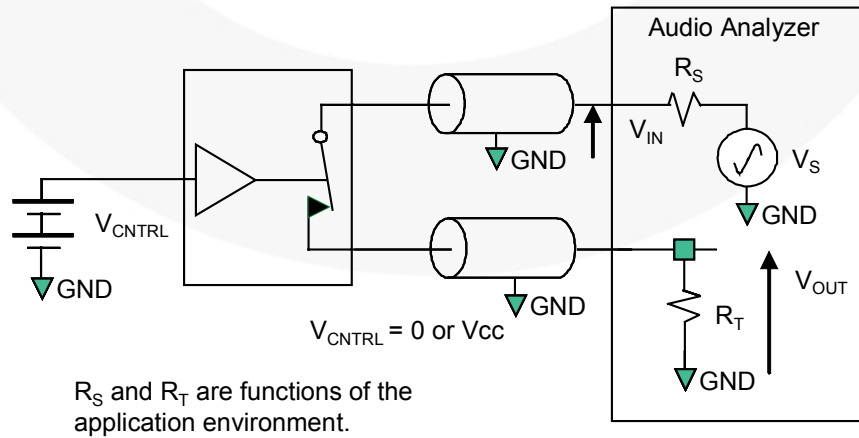 Audio Analyzer
R_S
V_IN
GND
V_S
V_CNTRL
GND
GND
V_OUT
GND
R_T
V_CNTRL = 0 or Vcc
GND
R_S and R_T are functions of the
application environment.